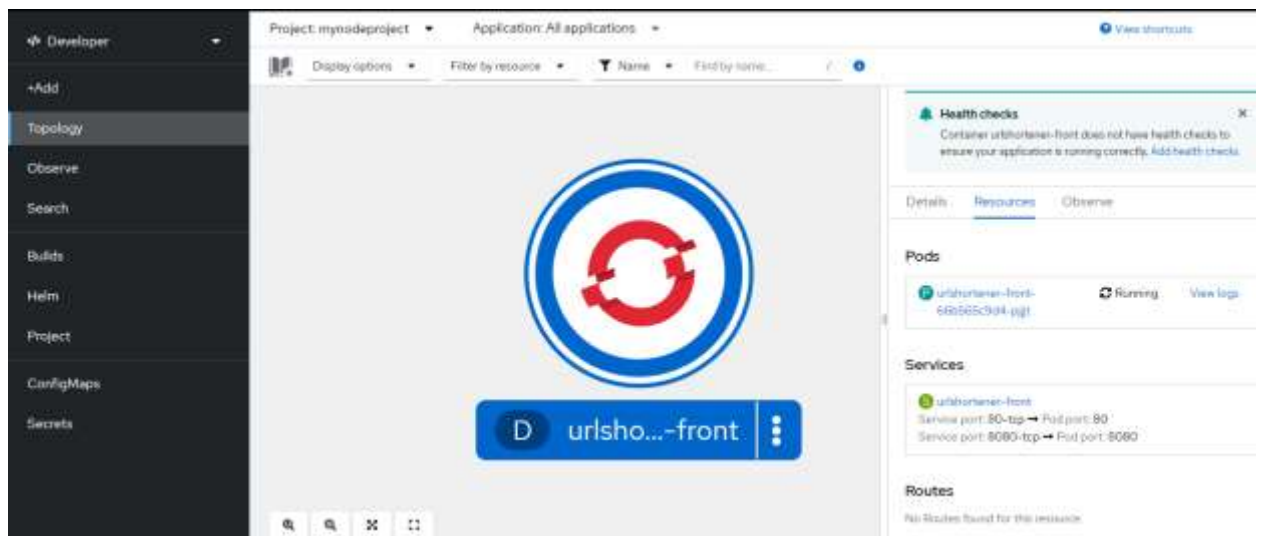 Developer
Project: mynodeproject
Application: All applications
View shortcuts
Display options
Filter by resource
Name
Find by name...
/
+Add
Topology
Observe
Search
Builds
Helm
Project
ConfigMaps
Secrets
D urlsho...-front
Health checks
Container urlshortener-front does not have health checks to
ensure your application is running correctly. Add health checks
Details Resources Observe
Pods
P urlshortener-front-
Running
View logs
Services
S urlshortener-front
Service port: 80-tcp → Pod port: 80
Service port: 8080-tcp → Pod port: 8080
Routes
No Routes found for this resource.